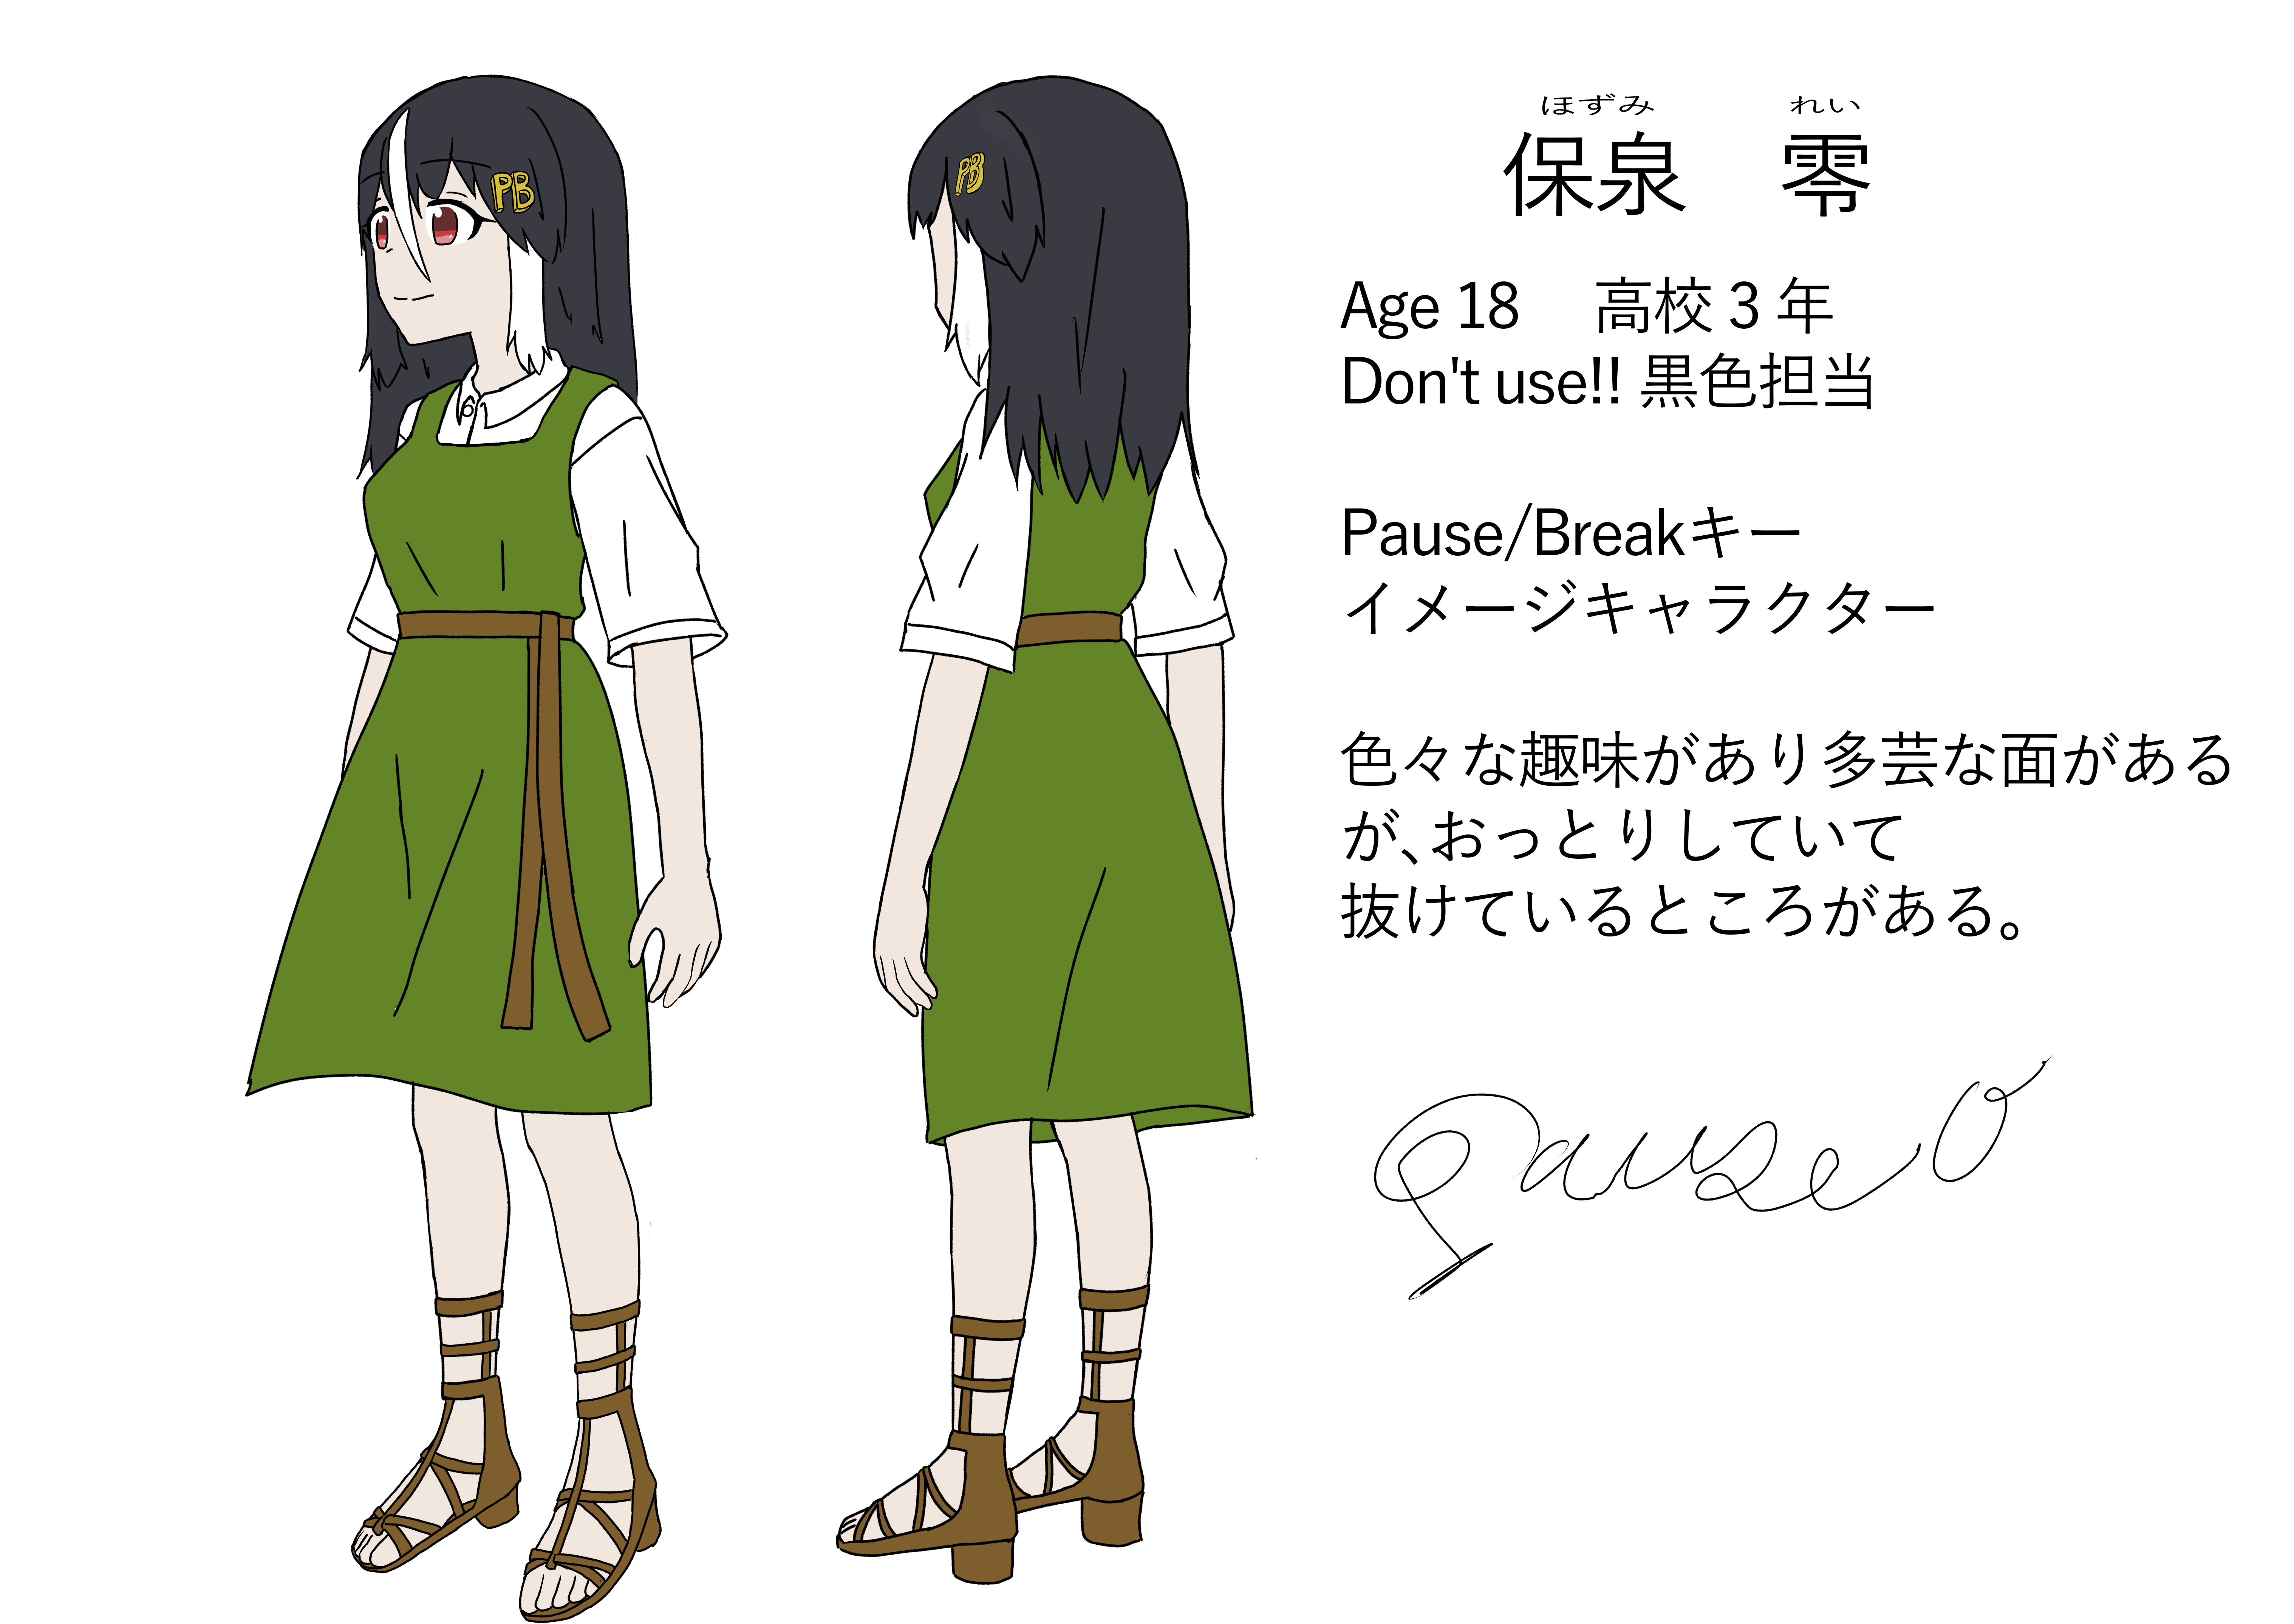 PB
PB
ほずみ れい
保泉 零
Age 18 高校3年
Don't use!! 黒色担当
Pause/Breakキー
イメージキャラクター
色々な趣味があり多芸な面がある
が、おっとりしていて
抜けているところがある。
Pause 0